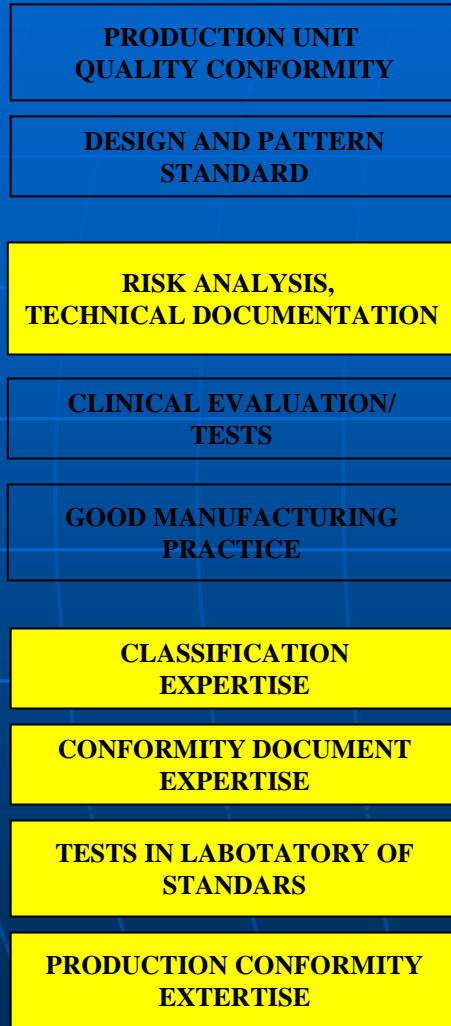 PRODUCTION UNIT
QUALITY CONFORMITY
DESIGN AND PATTERN
STANDARD
RISK ANALYSIS,
TECHNICAL DOCUMENTATION
CLINICAL EVALUATION/
TESTS
GOOD MANUFACTURING
PRACTICE
CLASSIFICATION
EXPERTISE
CONFORMITY DOCUMENT
EXPERTISE
TESTS IN LABOTATORY OF
STANDARS
PRODUCTION CONFORMITY
EXTERTISE